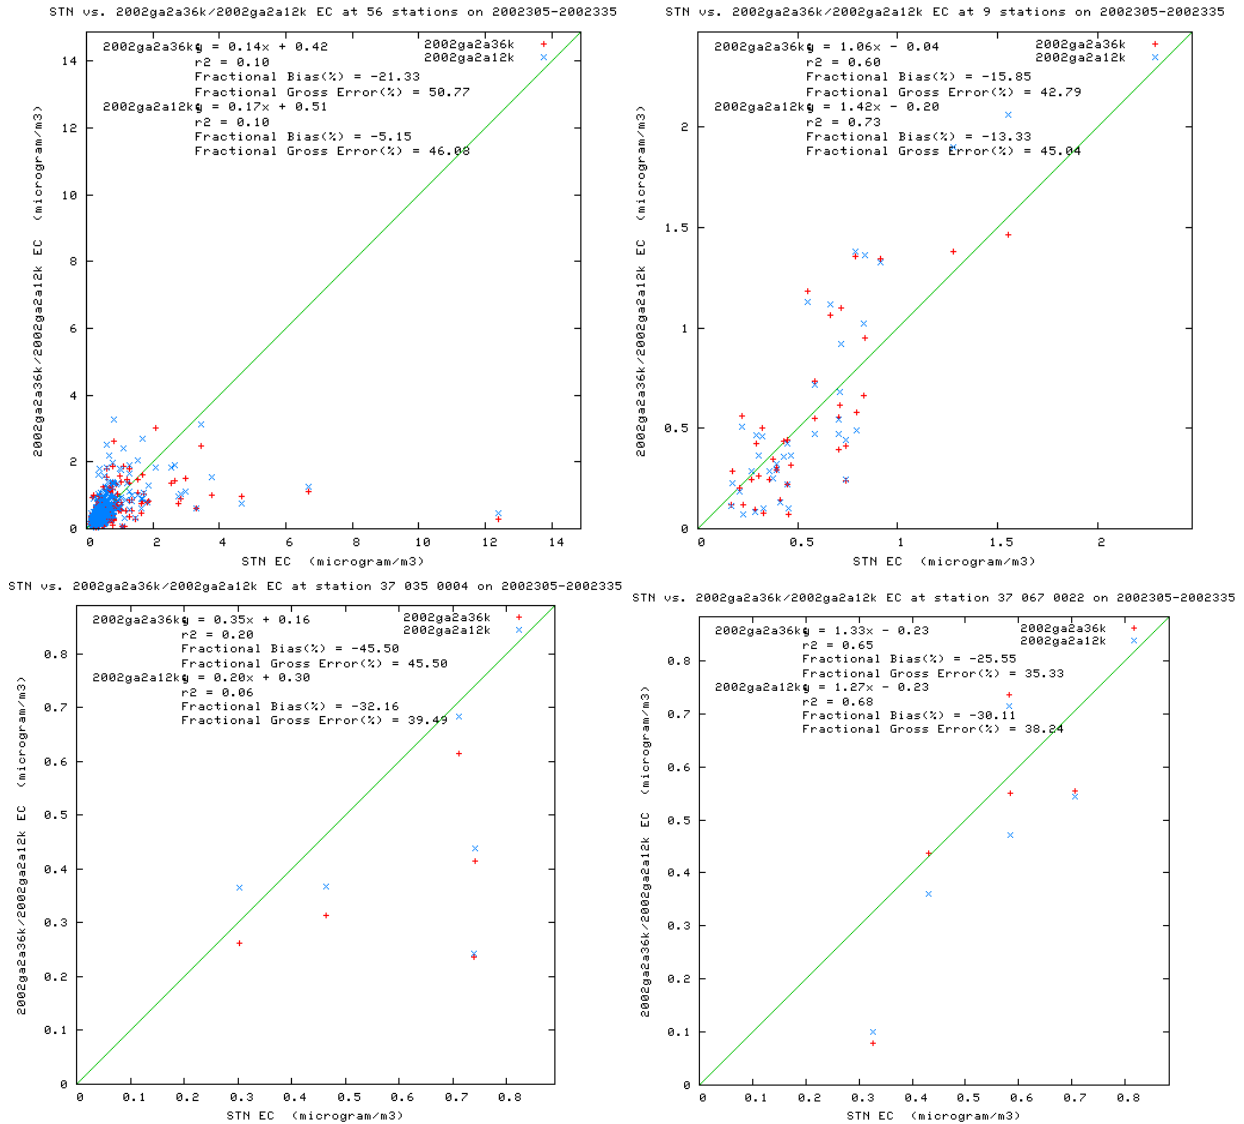 STN vs. 2002ga2a36k/2002ga2a12k EC at 56 stations on 2002305-2002335
2002ga2a36k y = 0.14x + 0.42
r2 = 0.10
Fractional Bias(%) = -21.33
Fractional Gross Error(%) = 50.77
2002ga2a12k y = 0.17x + 0.51
r2 = 0.10
Fractional Bias(%) = -5.15
Fractional Gross Error(%) = 46.08
2002ga2a36k
2002ga2a12k
14
12
10
8
6
4
2
0
0 2 4 6 8 10 12 14
STN EC (microgram/m3)
2002ga2a36k/2002ga2a12k EC (microgram/m3)
STN vs. 2002ga2a36k/2002ga2a12k EC at 9 stations on 2002305-2002335
2002ga2a36k y = 1.06x - 0.04
r2 = 0.60
Fractional Bias(%) = -15.85
Fractional Gross Error(%) = 42.79
2002ga2a12k y = 1.42x - 0.20
r2 = 0.73
Fractional Bias(%) = -13.33
Fractional Gross Error(%) = 45.04
2002ga2a36k
2002ga2a12k
2
1.5
1
0.5
0
0 0.5 1 1.5 2
STN EC (microgram/m3)
2002ga2a36k/2002ga2a12k EC (microgram/m3)
STN vs. 2002ga2a36k/2002ga2a12k EC at station 37 035 0004 on 2002305-2002335
2002ga2a36k y = 0.35x + 0.16
r2 = 0.20
Fractional Bias(%) = -45.50
Fractional Gross Error(%) = 45.50
2002ga2a12k y = 0.20x + 0.30
r2 = 0.06
Fractional Bias(%) = -32.16
Fractional Gross Error(%) = 39.49
2002ga2a36k
2002ga2a12k
0.8
0.7
0.6
0.5
0.4
0.3
0.2
0.1
0
0 0.1 0.2 0.3 0.4 0.5 0.6 0.7 0.8
STN EC (microgram/m3)
2002ga2a36k/2002ga2a12k EC (microgram/m3)
STN vs. 2002ga2a36k/2002ga2a12k EC at station 37 067 0022 on 2002305-2002335
2002ga2a36k y = 1.33x - 0.23
r2 = 0.65
Fractional Bias(%) = -25.55
Fractional Gross Error(%) = 35.33
2002ga2a12k y = 1.27x - 0.23
r2 = 0.68
Fractional Bias(%) = -30.11
Fractional Gross Error(%) = 38.24
2002ga2a36k
2002ga2a12k
0.8
0.7
0.6
0.5
0.4
0.3
0.2
0.1
0
0 0.1 0.2 0.3 0.4 0.5 0.6 0.7 0.8
STN EC (microgram/m3)
2002ga2a36k/2002ga2a12k EC (microgram/m3)